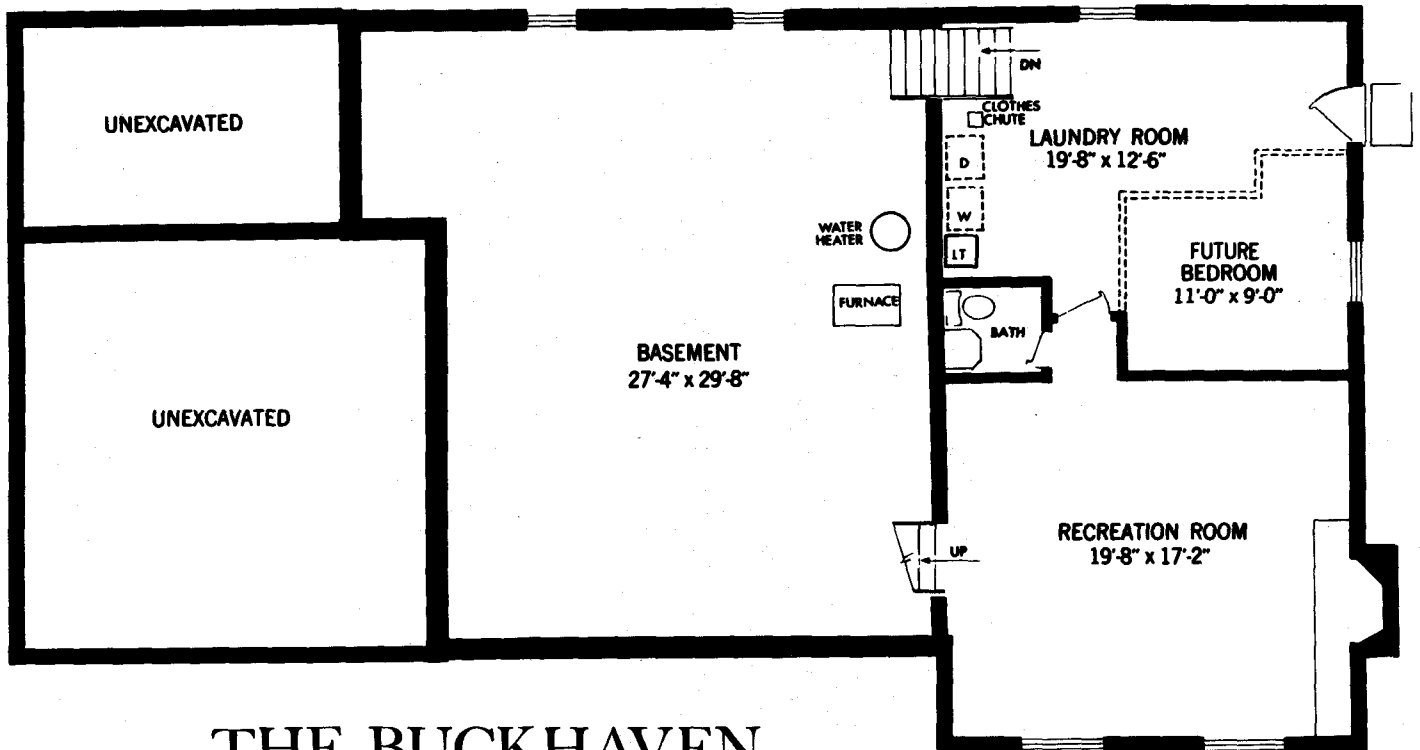 UNEXCAVATED
DN
CLOTHES
CHUTE
LAUNDRY ROOM
19'-8" x 12'-6"
D
W
LT
WATER
HEATER
FURNACE
BATH
FUTURE
BEDROOM
11'-0" x 9'-0"
BASEMENT
27'-4" x 29'-8"
UNEXCAVATED
UP
RECREATION ROOM
19'-8" x 17'-2"
THE BUCKHAVEN